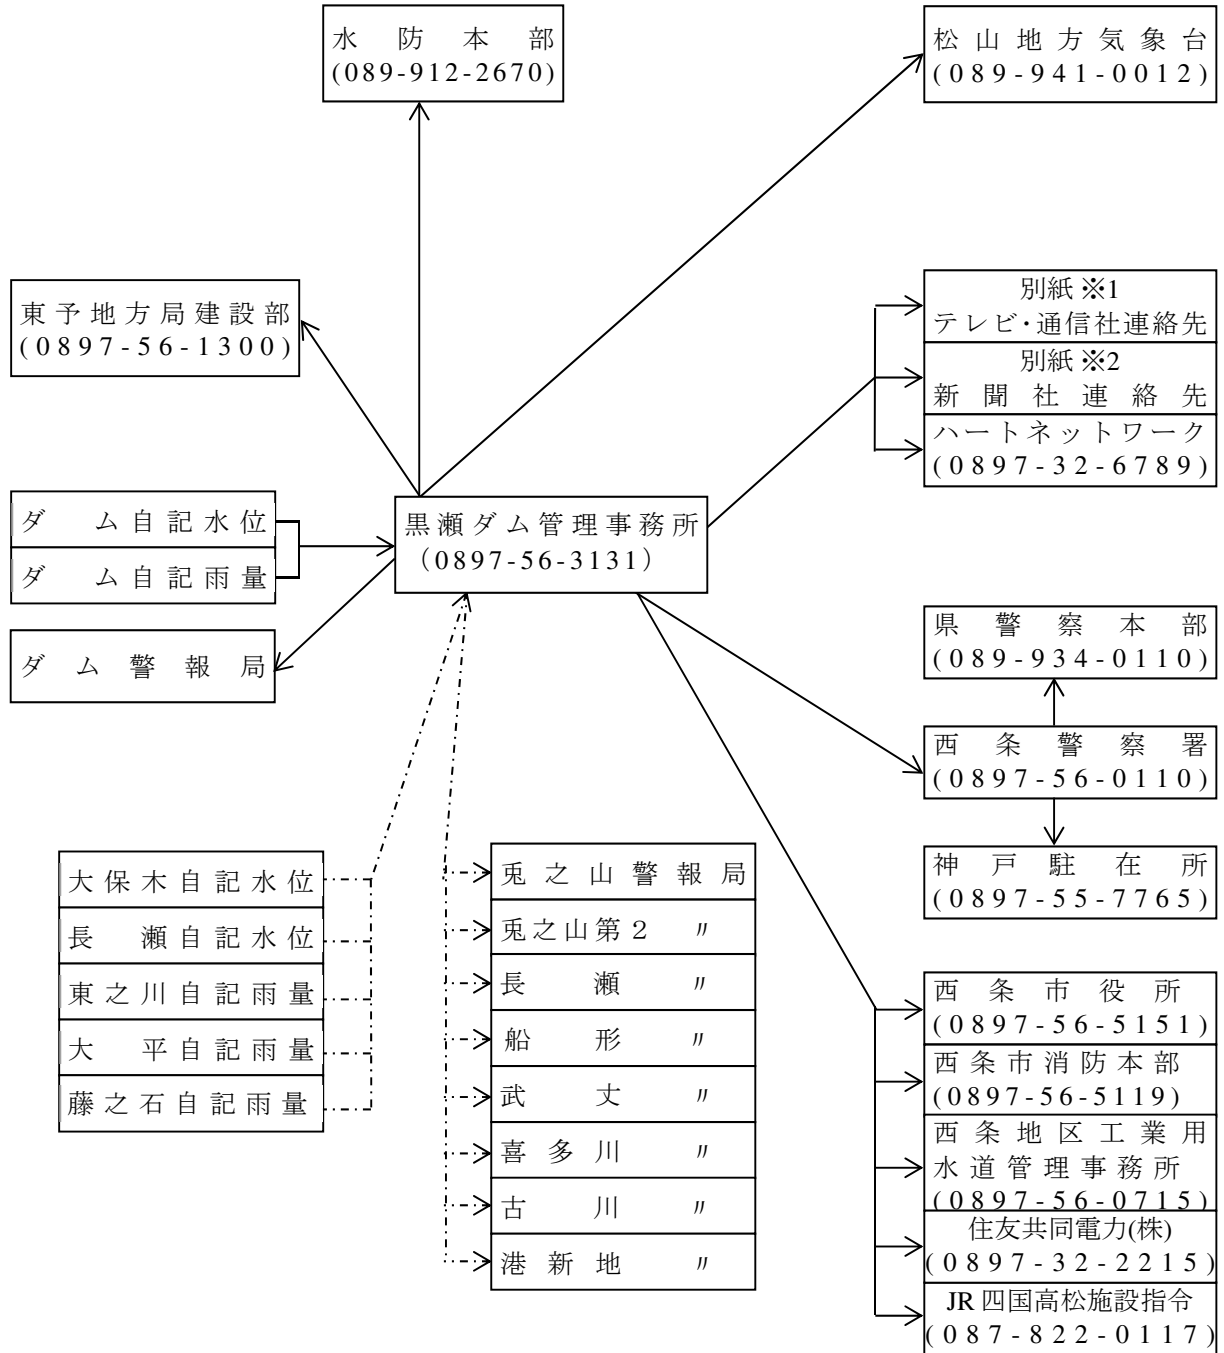 水防本部
(089-912-2670)
松山地方気象台
(089-941-0012)
東予地方局建設部
(0897-56-1300)
別紙※1
テレビ・通信社連絡先
別紙※2
新聞社連絡先
ハートネットワーク
(0897-32-6789)
ダム自記水位
ダム自記雨量
ダム警報局
黒瀬ダム管理事務所
（0897-56-3131）
県警察本部
(089-934-0110)
西条警察署
(0897-56-0110)
神戸駐在所
(0897-55-7765)
大保木自記水位
長瀬自記水位
東之川自記雨量
大平自記雨量
藤之石自記雨量
兎之山警報局
兎之山第２〃
長瀬〃
船形〃
武丈〃
喜多川〃
古川〃
港新地〃
西条市役所
(0897-56-5151)
西条市消防本部
(0897-56-5119)
西条地区工業用
水道管理事務所
(0897-56-0715)
住友共同電力(株)
(0897-32-2215)
JR四国高松施設指令
(087-822-0117)